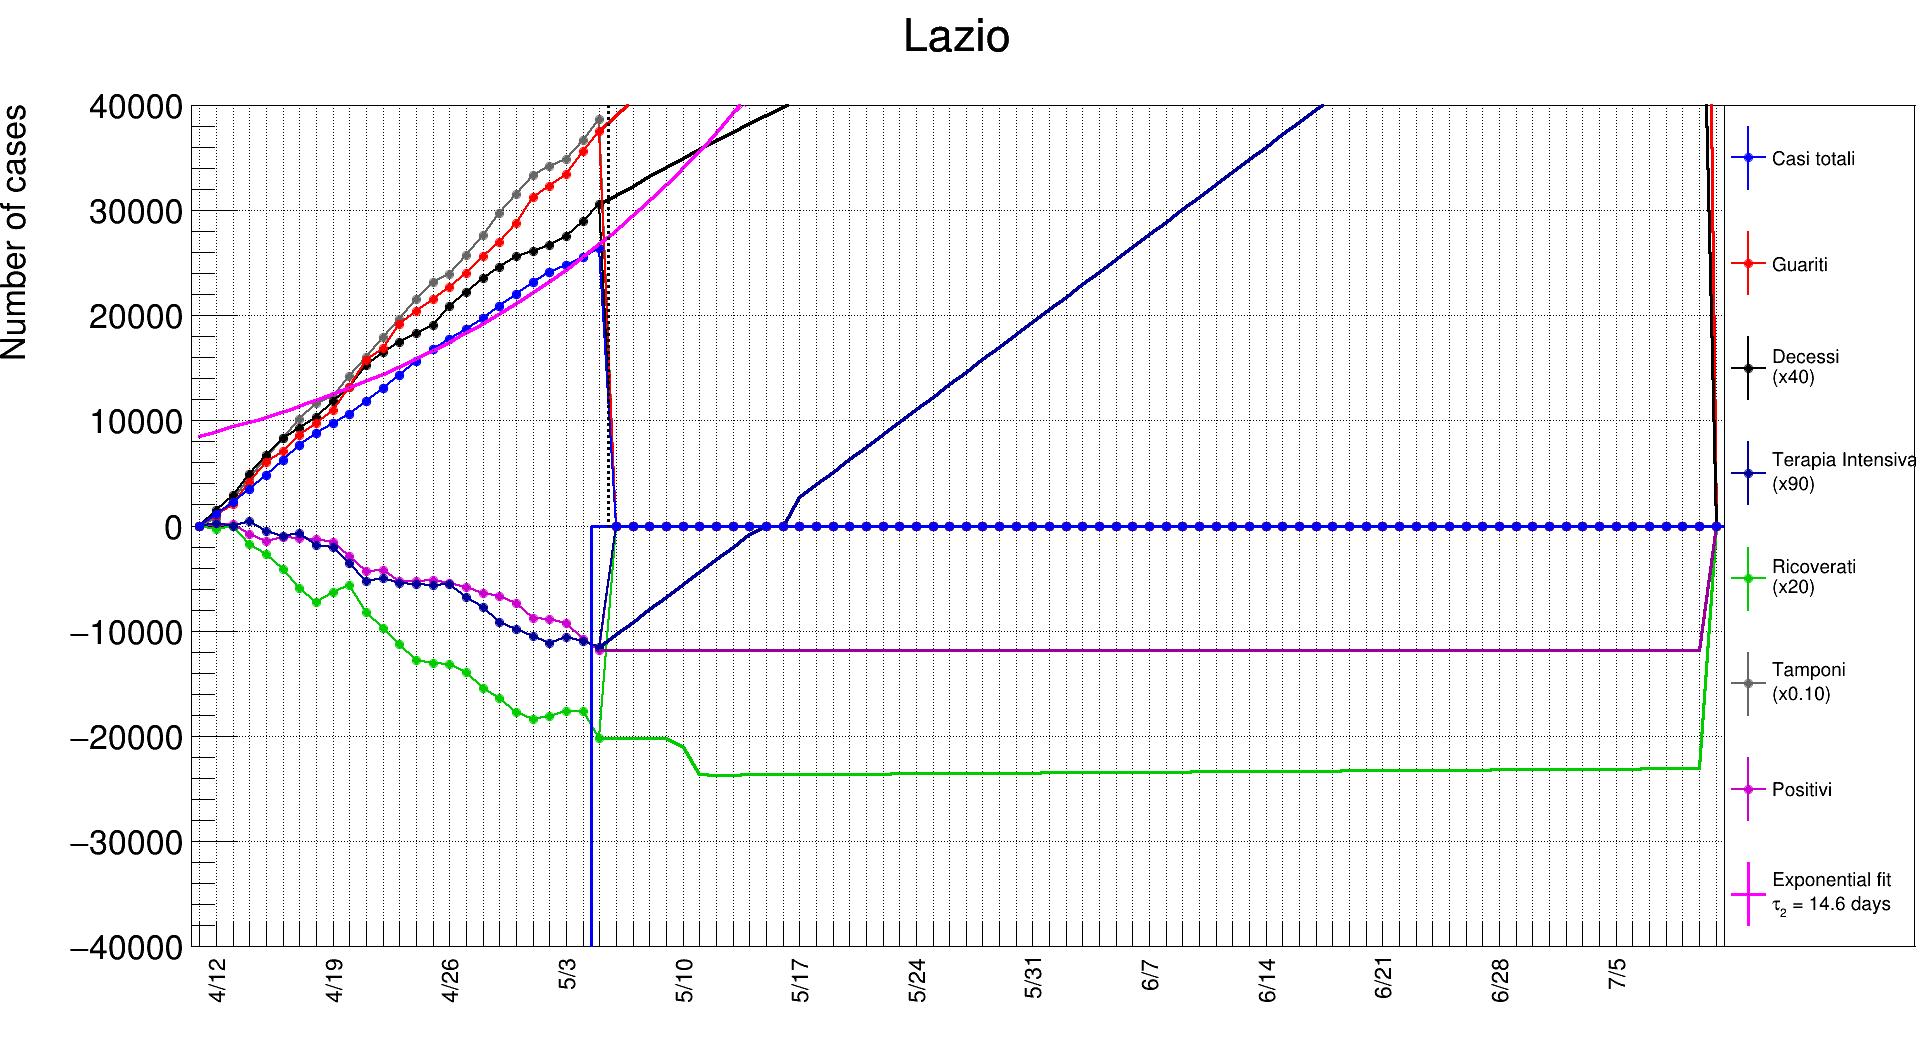 Lazio
Number of cases
40000
30000
20000
10000
0
−10000
−20000
−30000
−40000
4/12
4/19
4/26
5/3
5/10
5/17
5/24
5/31
6/7
6/14
6/21
6/28
7/5
Casi totali
Guariti
Decessi
(x40)
Terapia Intensiva
(x90)
Ricoverati
(x20)
Tamponi
(x0.10)
Positivi
Exponential fit
τ2 = 14.6 days